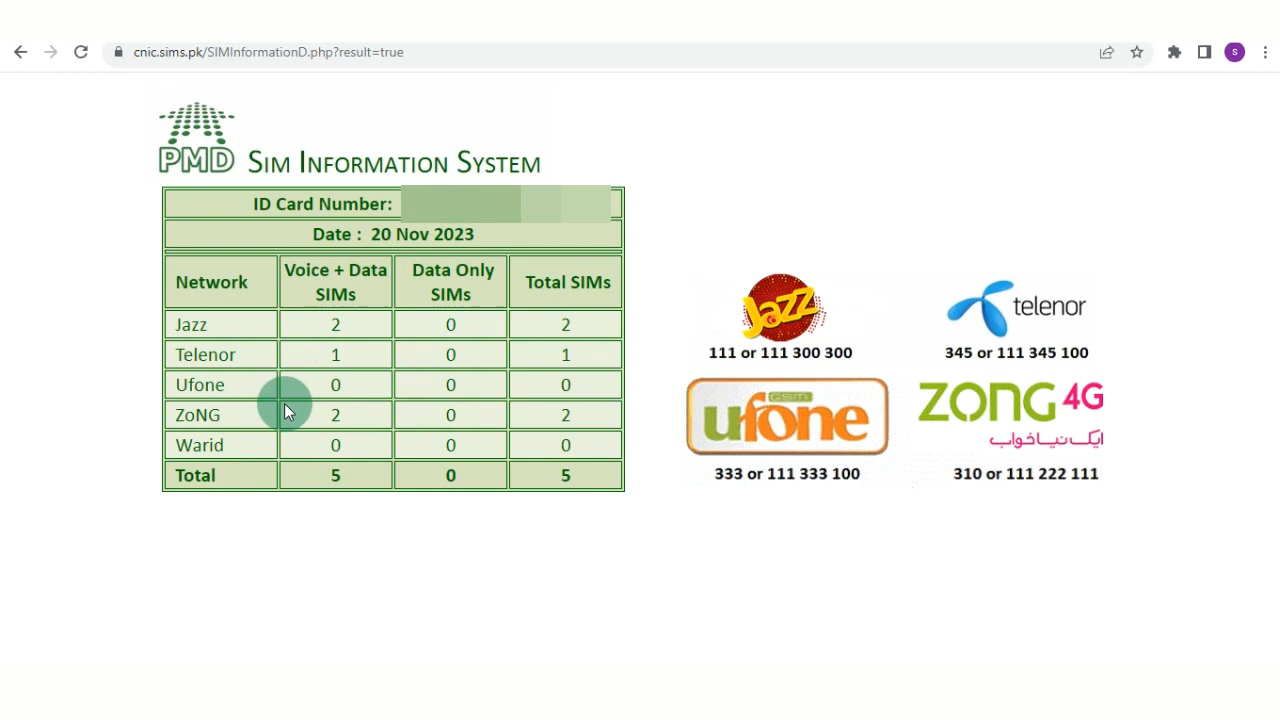 cnic.sims.pk/SIMInformationD.php?result=true
S
PMD SIM INFORMATION SYSTEM
ID Card Number:
Date : 20 Nov 2023
Network Voice + Data SIMs Data Only SIMs Total SIMs
Jazz 2 0 2
Telenor 1 0 1
Ufone 0 0 0
ZoNG 2 0 2
Warid 0 0 0
Total 5 0 5
Jazz
111 or 111 300 300
telenor
345 or 111 345 100
GSM
ufone
333 or 111 333 100
ZONG 4G
ایک نیا خواب
310 or 111 222 111